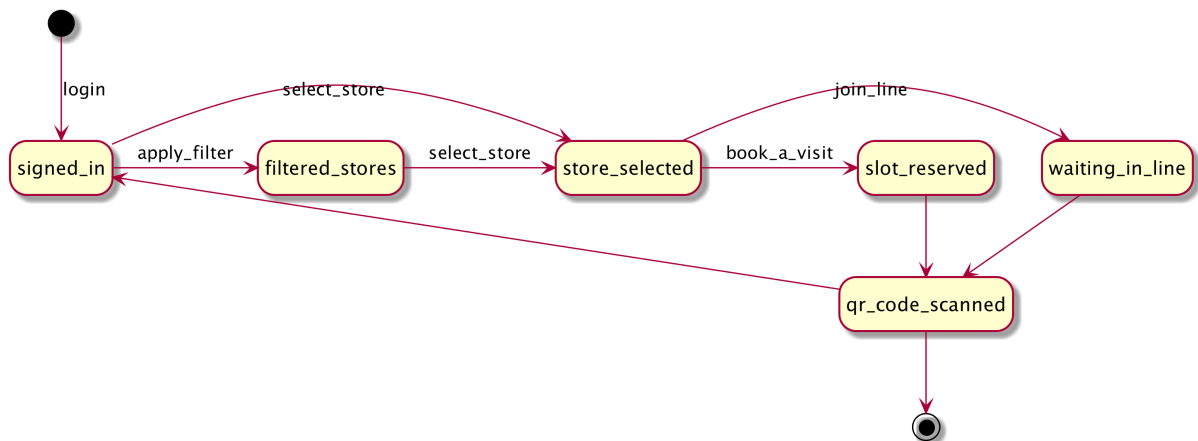 login
select_store
join_line
signed_in
apply_filter
filtered_stores
select_store
store_selected
book_a_visit
slot_reserved
waiting_in_line
qr_code_scanned